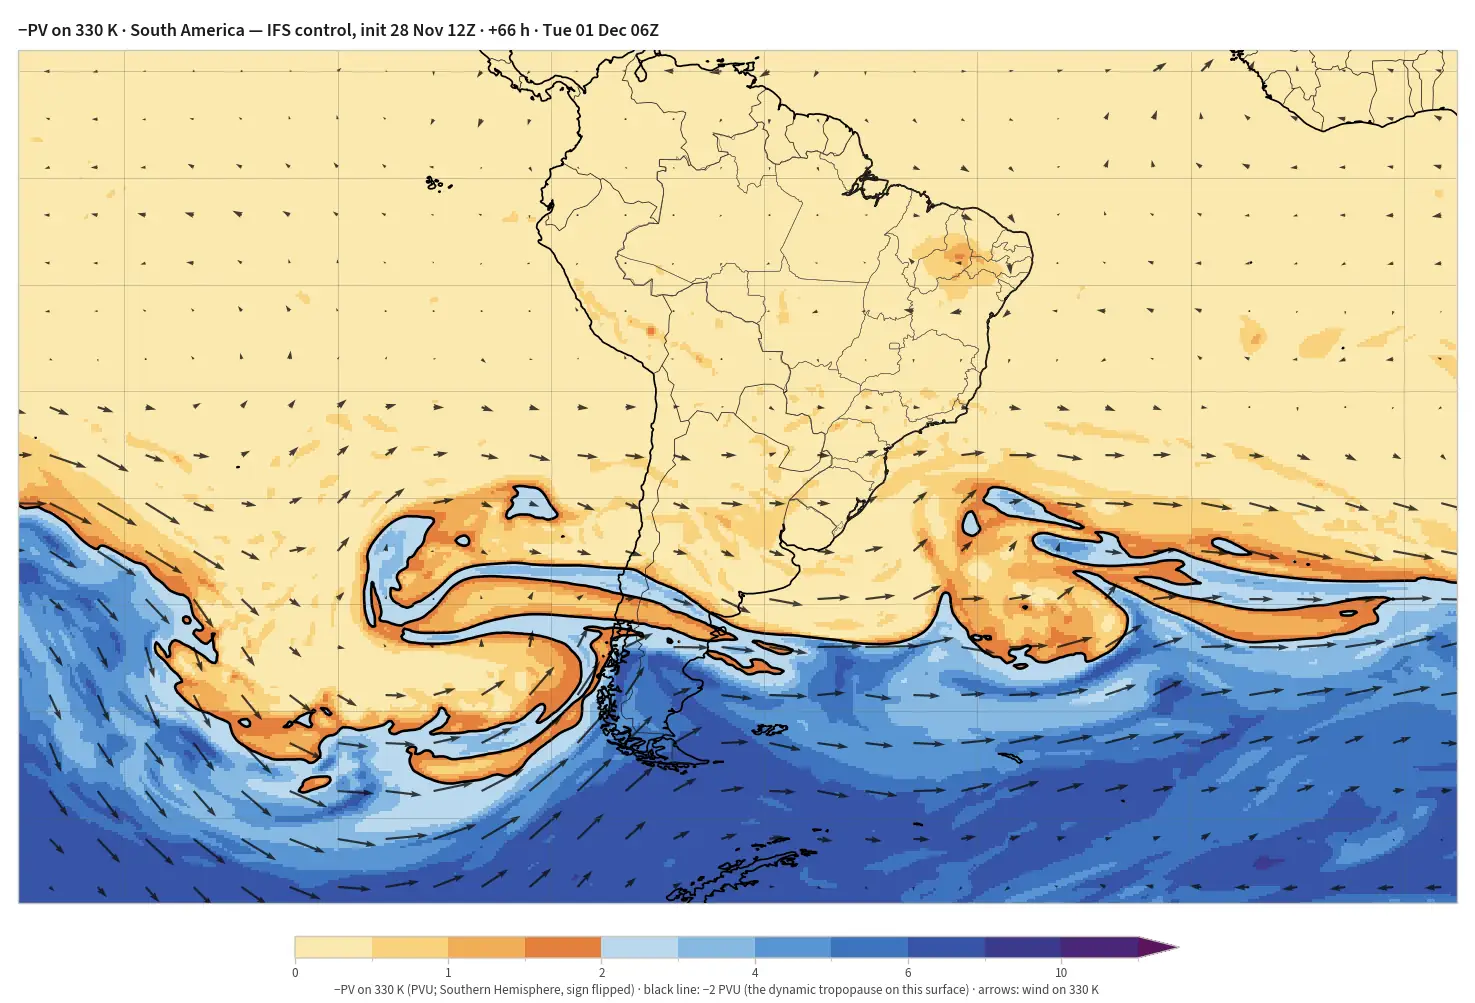 −PV on 330 K · South America — IFS control, init 28 Nov 12Z · +66 h · Tue 01 Dec 06Z
0 1 2 4 6 10
−PV on 330 K (PVU; Southern Hemisphere, sign flipped) · black line: −2 PVU (the dynamic tropopause on this surface) · arrows: wind on 330 K